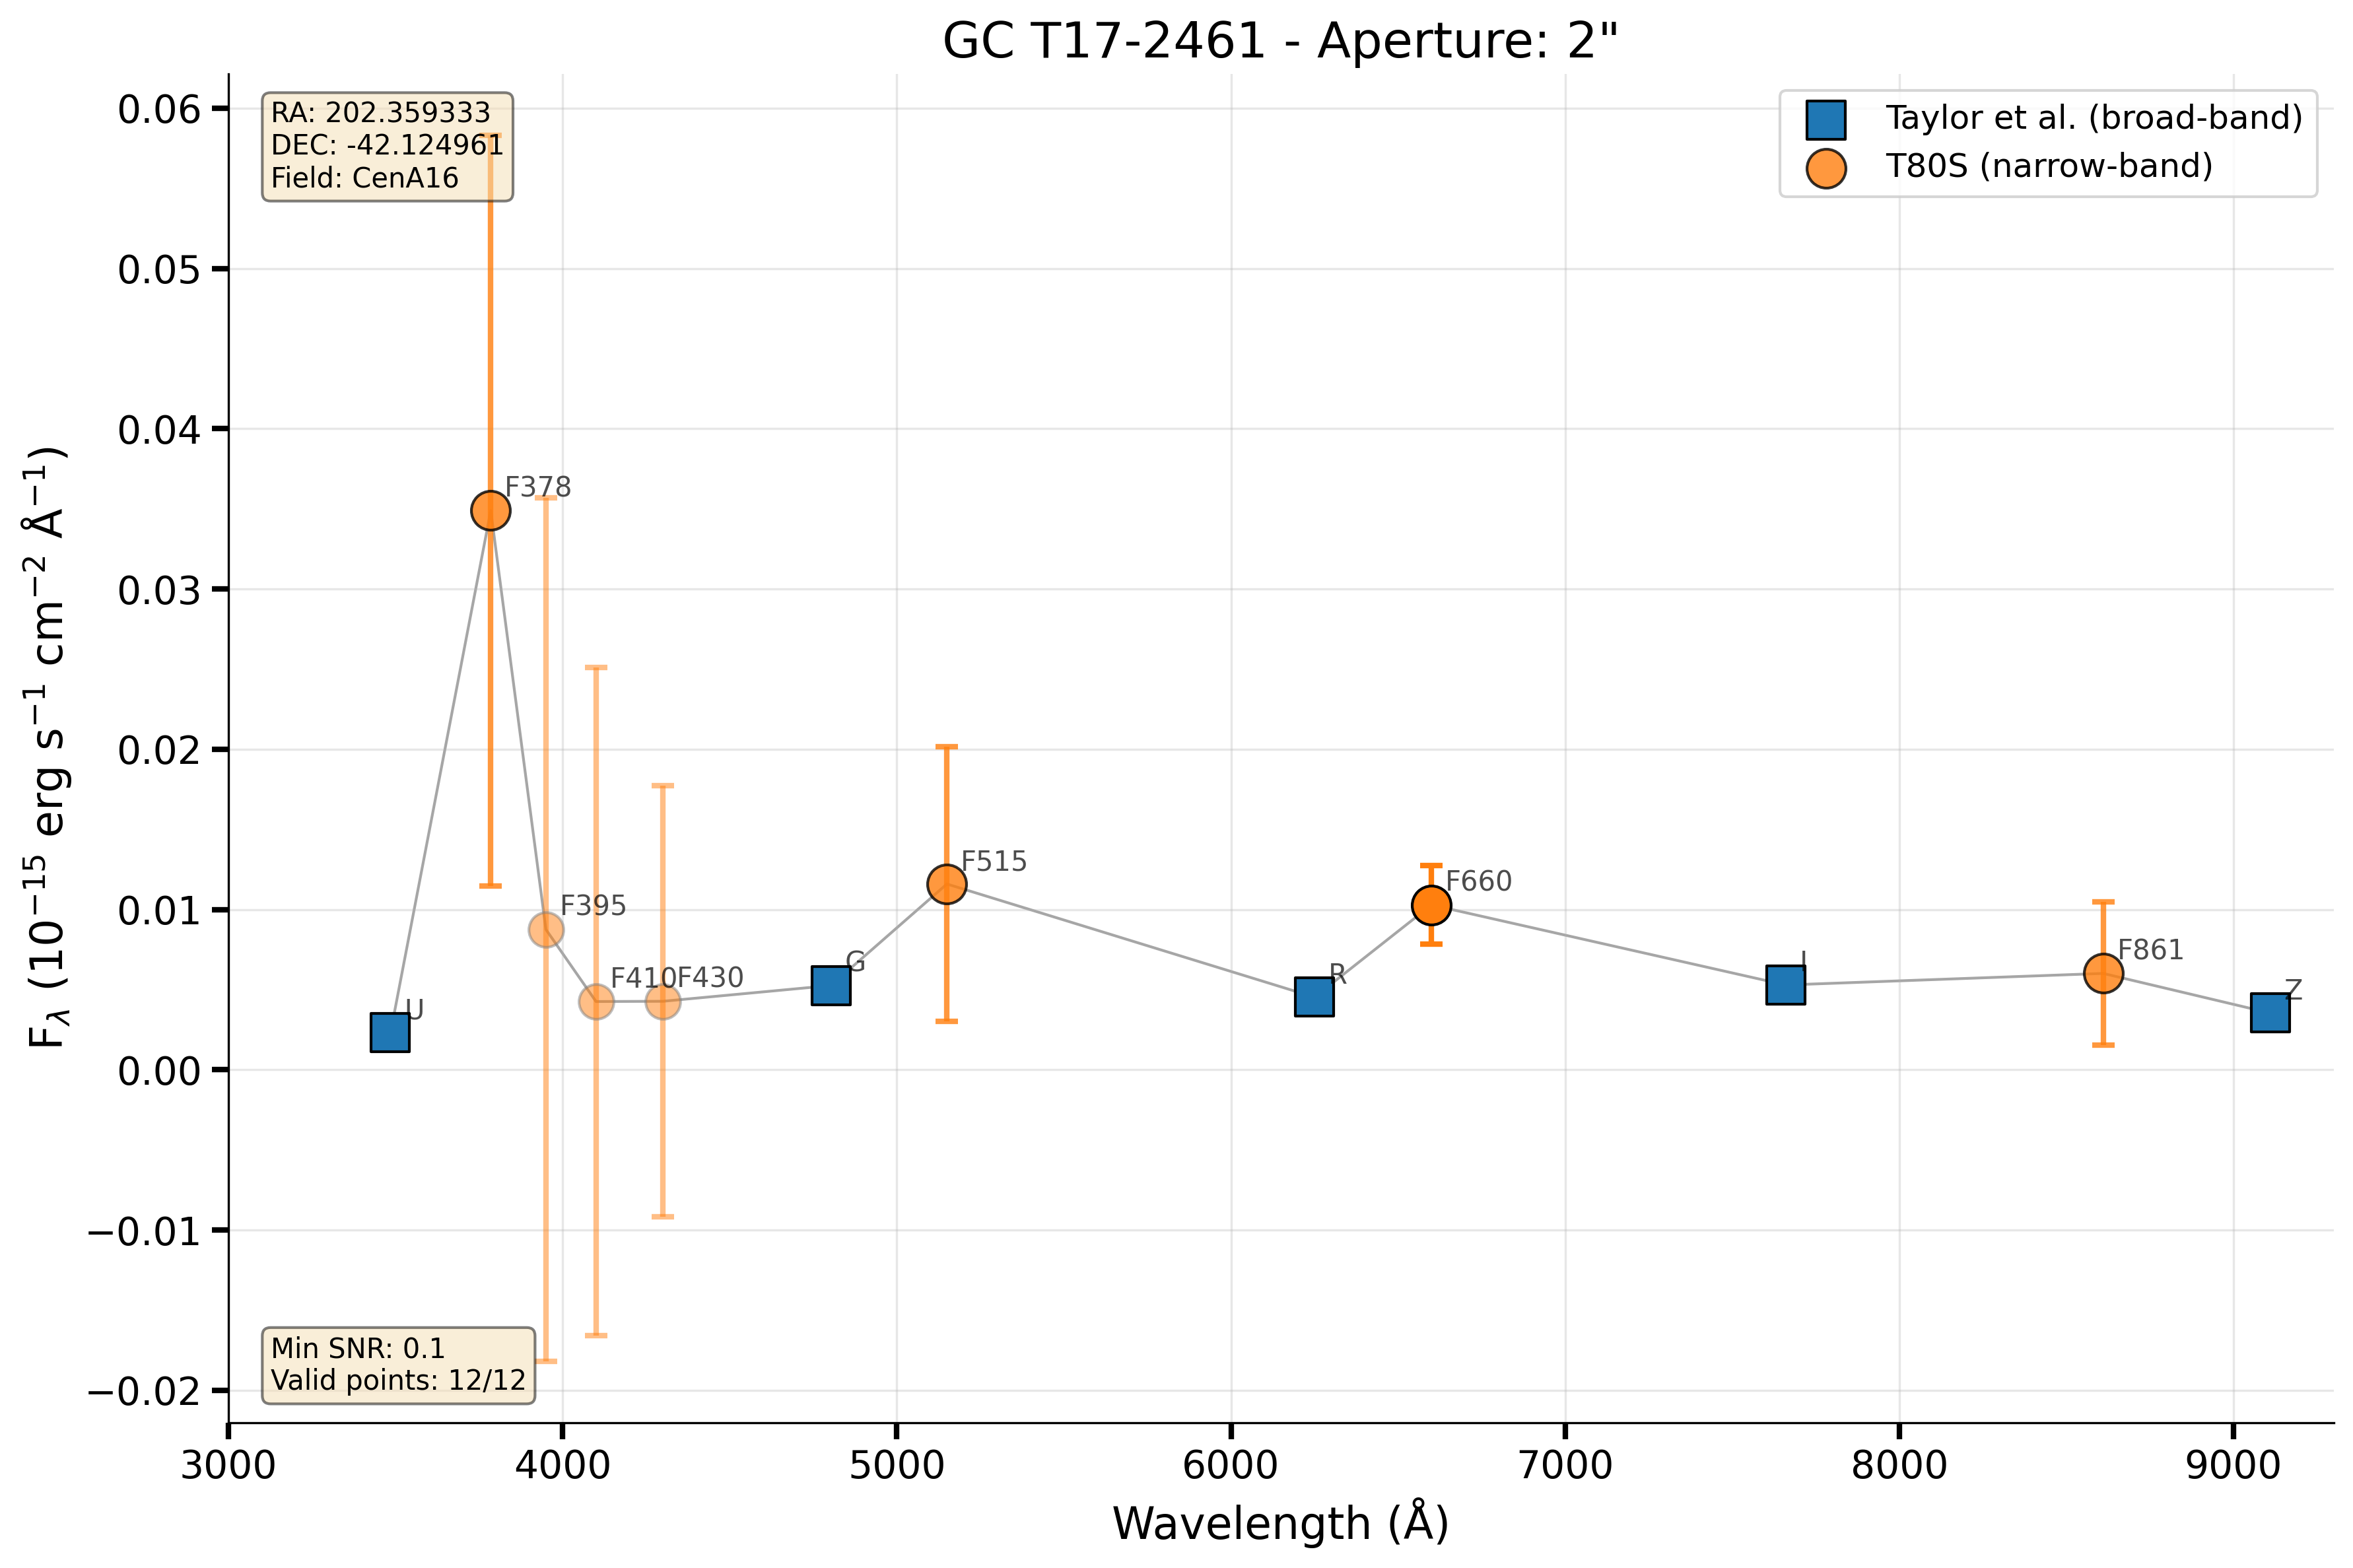 GC T17-2461 - Aperture: 2"
RA: 202.359333
DEC: -42.124961
Field: CenA16
Taylor et al. (broad-band)
T80S (narrow-band)
0.06
0.05
0.04
0.03
0.02
0.01
0.00
−0.01
−0.02
F_λ (10⁻¹⁵ erg s⁻¹ cm⁻² Å⁻¹)
U
F378
F395
F410
F430
G
F515
R
F660
I
F861
Z
Min SNR: 0.1
Valid points: 12/12
3000 4000 5000 6000 7000 8000 9000
Wavelength (Å)